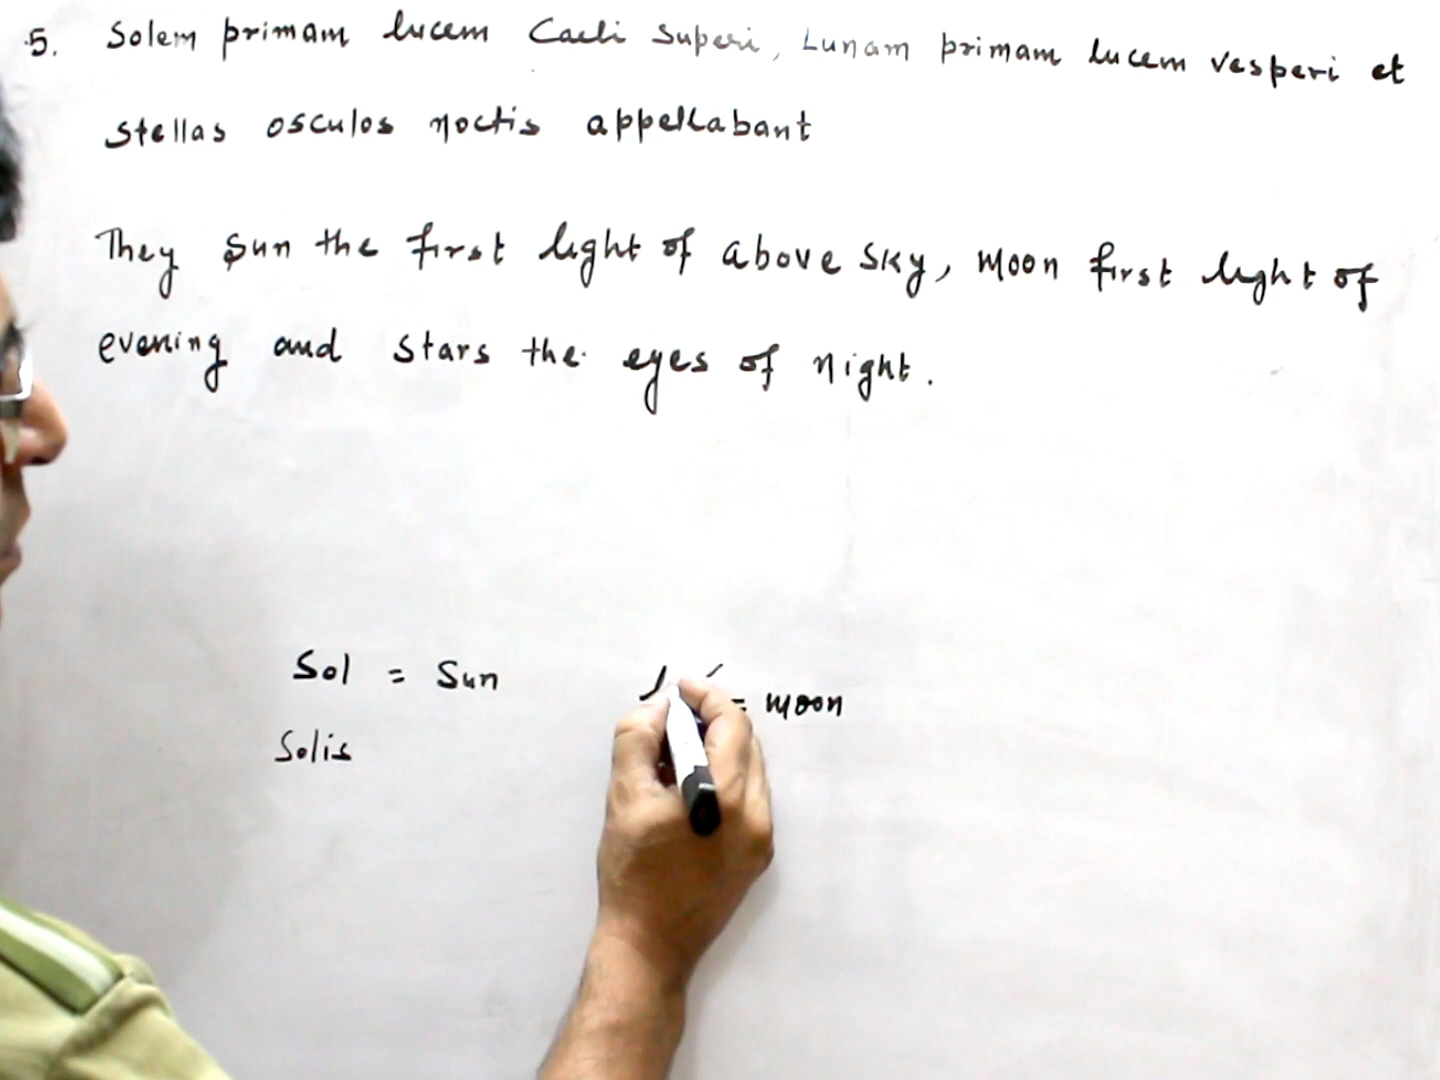 5. Solem primam lucem Caeli Superi, Lunam primam lucem vesperi et
stellas osculos noctis appellabant
They sun the first light of above sky, moon first light of
evening and stars the eyes of night.
Sol = Sun
= moon
Solis